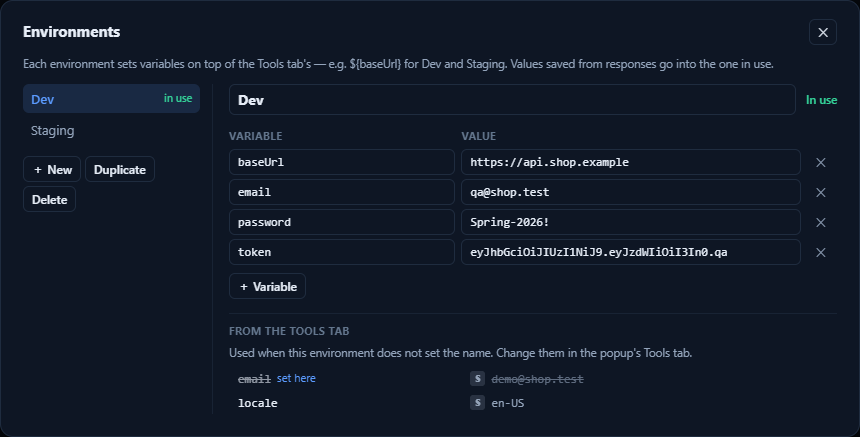 Environments
Each environment sets variables on top of the Tools tab's — e.g. ${baseUrl} for Dev and Staging. Values saved from responses go into the one in use.
Dev in use
Staging
+ New Duplicate
Delete
Dev In use
VARIABLE VALUE
baseUrl https://api.shop.example
email qa@shop.test
password Spring-2026!
token eyJhbGciOiJIUzI1NiJ9.eyJzdWIiOiI3In0.qa
+ Variable
FROM THE TOOLS TAB
Used when this environment does not set the name. Change them in the popup's Tools tab.
email set here $ demo@shop.test
locale $ en-US